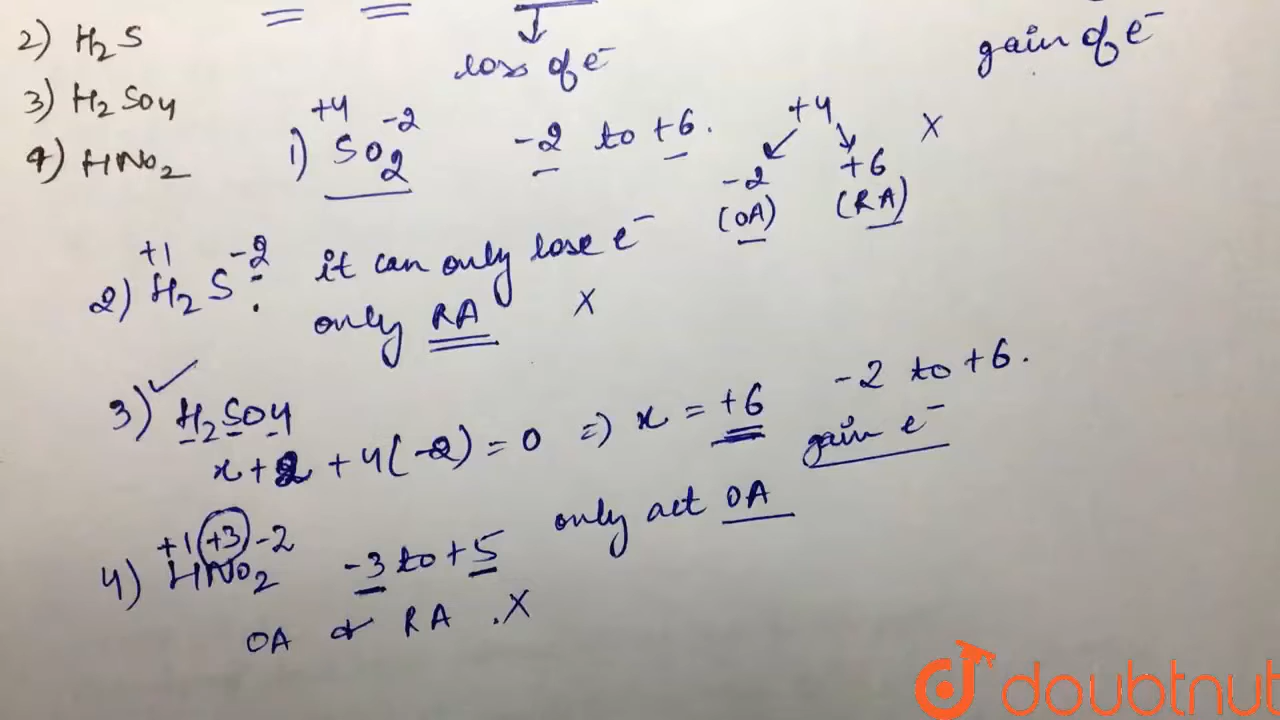 2) H2S
3) H2SO4
4) HNO2
loss of e-
gain of e-
1) SO2
+4 -2
-2 to +6.
+4
-2 +6
(OA) (RA)
X
+1 -2
2) H2S. it can only lose e-
only RA X
3) ✓ H2SO4
x+2+4(-2)=0 => x = +6
-2 to +6.
gain e-
only act OA
+1 +3 -2
4) HNO2 -3 to +5
OA or RA . X
doubtnut